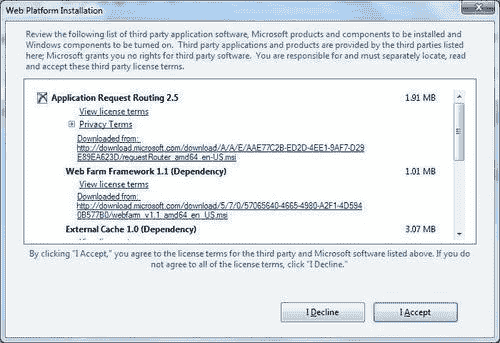 Web Platform Installation
Review the following list of third party application software, Microsoft products and components to be installed and
Windows components to be turned on. Third party applications and products are provided by the third parties listed
here; Microsoft grants you no rights for third party software. You are responsible for and must separately locate, read
and accept these third party license terms.
Application Request Routing 2.5 1.91 MB
View license terms
Privacy Terms
Downloaded from:
http://download.microsoft.com/download/A/A/E/AAE77C2B-ED2D-4EE1-9AF7-D29
E89EA623D/requestRouter_amd64_en-US.msi
Web Farm Framework 1.1 (Dependency) 1.01 MB
View license terms
Downloaded from:
http://download.microsoft.com/download/5/7/0/57065640-4665-4980-A2F1-4D594
0B577B0/webfarm_v1.1_amd64_en_US.msi
External Cache 1.0 (Dependency) 3.07 MB
By clicking "I Accept," you agree to the license terms for the third party and Microsoft software listed above. If you do
not agree to all of the license terms, click "I Decline."
I Decline
I Accept